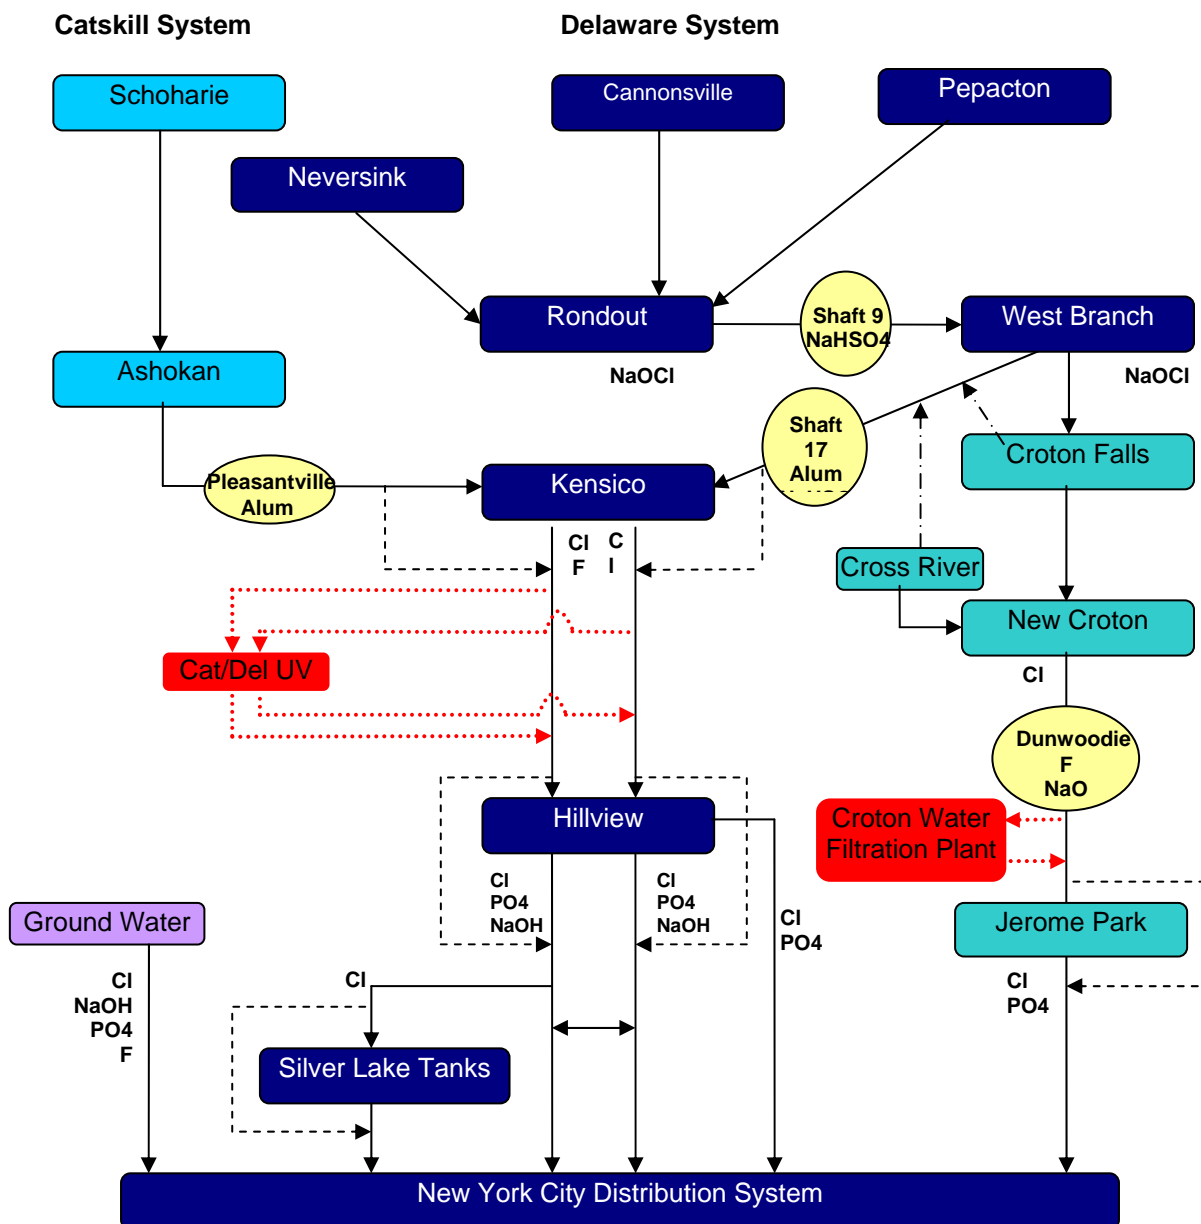 Catskill System
Delaware System
Schoharie
Cannonsville
Pepacton
Neversink
Rondout
Shaft 9
NaHSO4
West Branch
NaOCl
NaOCl
Ashokan
Shaft
17
Alum
Croton Falls
Pleasantville
Alum
Kensico
Cl
F
C
l
Cross River
New Croton
Cl
Cat/Del UV
Dunwoodie
F
NaO
Hillview
Croton Water
Filtration Plant
Cl
PO4
NaOH
Cl
PO4
NaOH
Cl
PO4
Ground Water
Jerome Park
Cl
NaOH
PO4
F
Cl
Cl
PO4
Silver Lake Tanks
New York City Distribution System